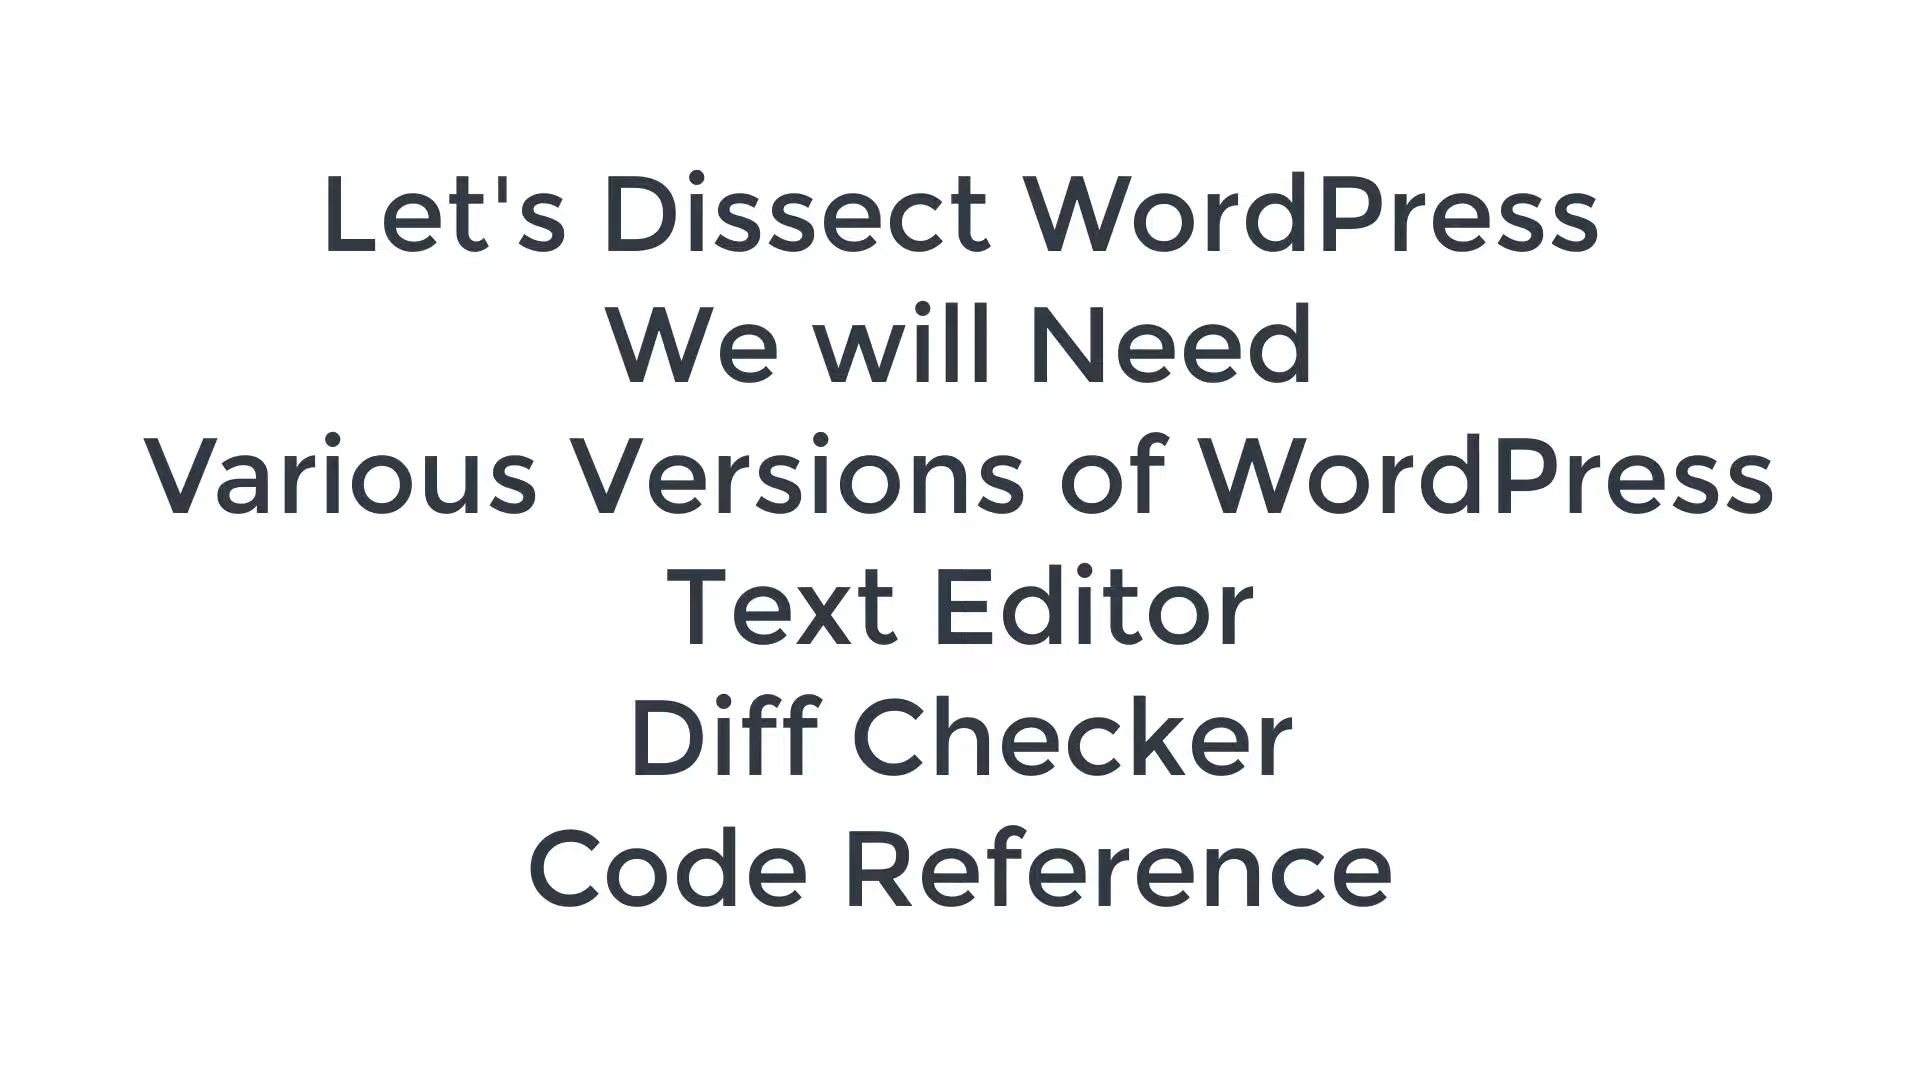 Let's Dissect WordPress
We will Need
Various Versions of WordPress
Text Editor
Diff Checker
Code Reference